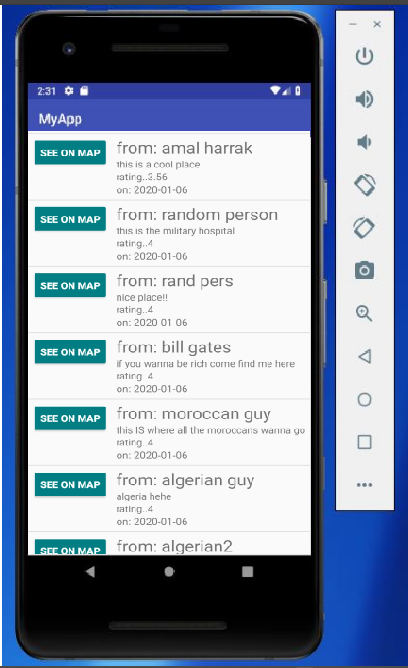 2:31
MyApp
SEE ON MAP
from: amal harrak
this is a cool place
rating..3.56
on: 2020-01-06
SEE ON MAP
from: random person
this is the military hospital
rating..4
on: 2020-01-06
SEE ON MAP
from: rand pers
nice place!!
rating..4
on: 2020-01-06
SEE ON MAP
from: bill gates
if you wanna be rich come find me here
rating..4
on: 2020-01-06
SEE ON MAP
from: moroccan guy
this IS where all the moroccans wanna go
rating..4
on: 2020-01-06
SEE ON MAP
from: algerian guy
algeria hehe
rating..4
on: 2020-01-06
SEE ON MAP
from: algerian2